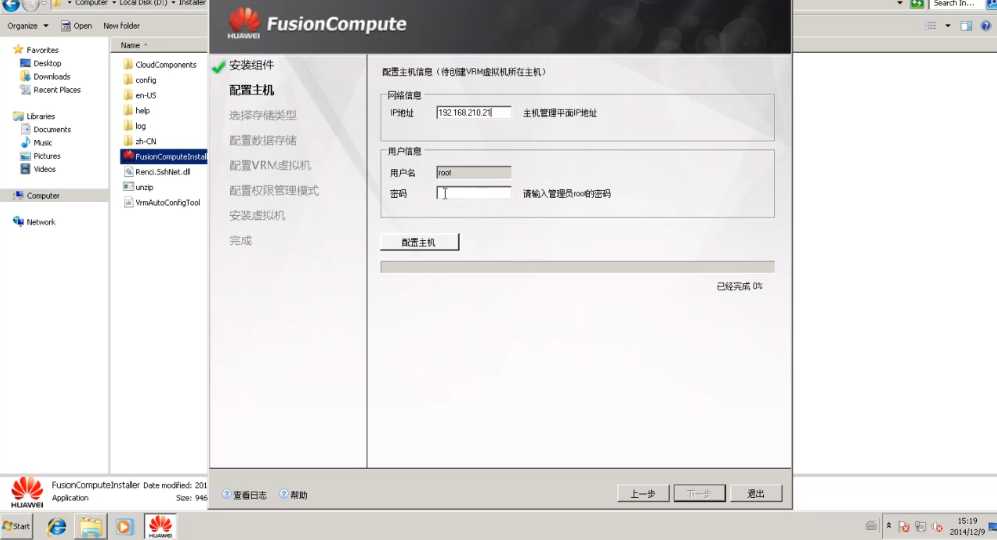 Computer ▾ Local Disk (D:) ▾ Installer
Search In...
Organize ▾ Open New folder
Favorites
Desktop
Downloads
Recent Places
Libraries
Documents
Music
Pictures
Videos
Computer
Network
Name
CloudComponents
config
en-US
help
log
zh-CN
FusionComputeInstall
Renci.SshNet.dll
unzip
VrmAutoConfigTool
HUAWEI
FusionCompute
安装组件
配置主机
选择存储类型
配置数据存储
配置VRM虚拟机
配置权限管理模式
安装虚拟机
完成
配置主机信息（待创建VRM虚拟机所在主机）
网络信息
IP地址 192.168.210.21 主机管理平面IP地址
用户信息
用户名 root
密码 请输入管理员root的密码
配置主机
已经完成 0%
查看日志 帮助
上一步 下一步 退出
HUAWEI
FusionComputeInstaller Date modified: 201
Application Size: 946
Start
HUAWEI
15:19
2014/12/9